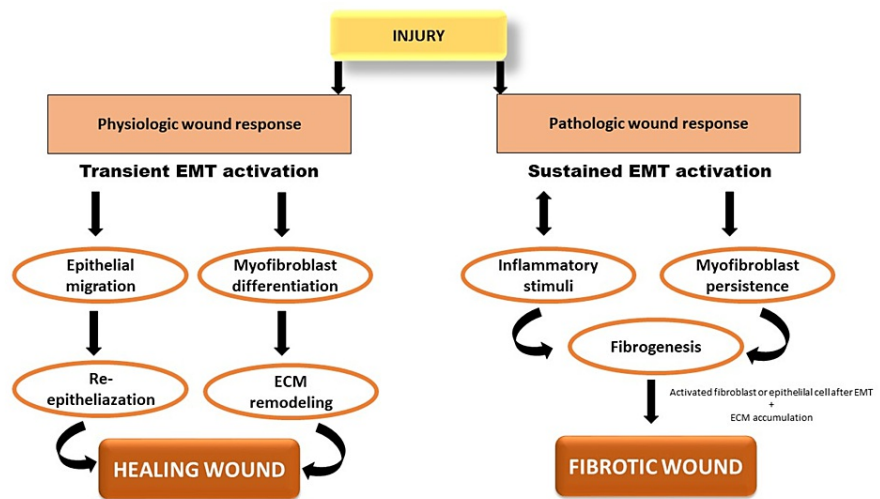 INJURY
Physiologic wound response
Pathologic wound response
Transient EMT activation
Sustained EMT activation
Epithelial
migration
Myofibroblast
differentiation
Inflammatory
stimuli
Myofibroblast
persistence
Fibrogenesis
Re-
epitheliazation
ECM
remodeling
Activated fibroblast or epithelilal cell after EMT
+
ECM accumulation
HEALING WOUND
FIBROTIC WOUND